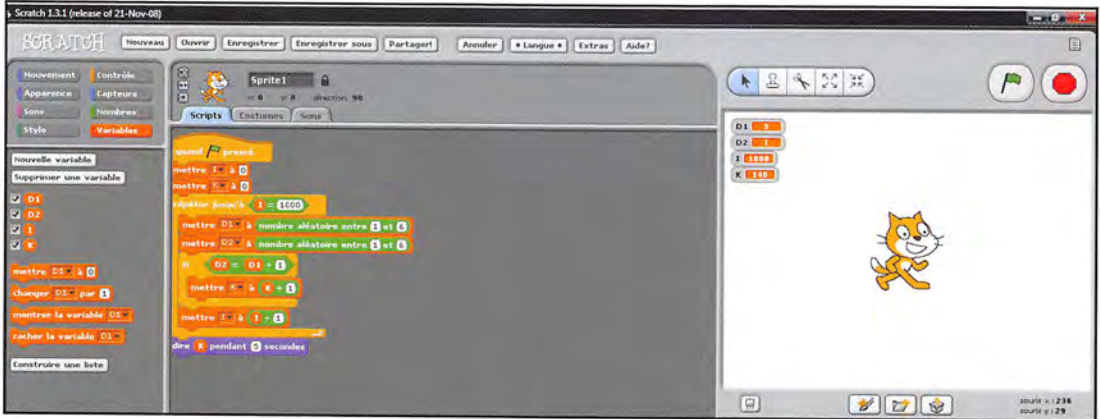 Scratch 1.3.1 (release of 21-Nov-08)
SCRATCH Nouveau Ouvrir Enregistrer Enregistrer sous Partager! Annuler • Langue • Extras Aide?
Mouvement Contrôle
Apparence Capteurs
Sons Nombres
Stylo Variables
Nouvelle variable
Supprimer une variable
D1
D2
I
K
mettre D1 à 0
changer D1 par 1
montrer la variable D1
cacher la variable D1
Construire une liste
Sprite1
x: 0 y: 0 direction: 90
Scripts Costumes Sons
quand pressé
mettre I à 0
mettre K à 0
répéter jusqu'à I = 1000
mettre D1 à nombre aléatoire entre 1 et 6
mettre D2 à nombre aléatoire entre 1 et 6
si D2 = D1 + 1
mettre K à K + 1
mettre I à I + 1
dire K pendant 5 secondes
D1 3
D2 1
I 1000
K 140
souris x : 236
souris y : 29